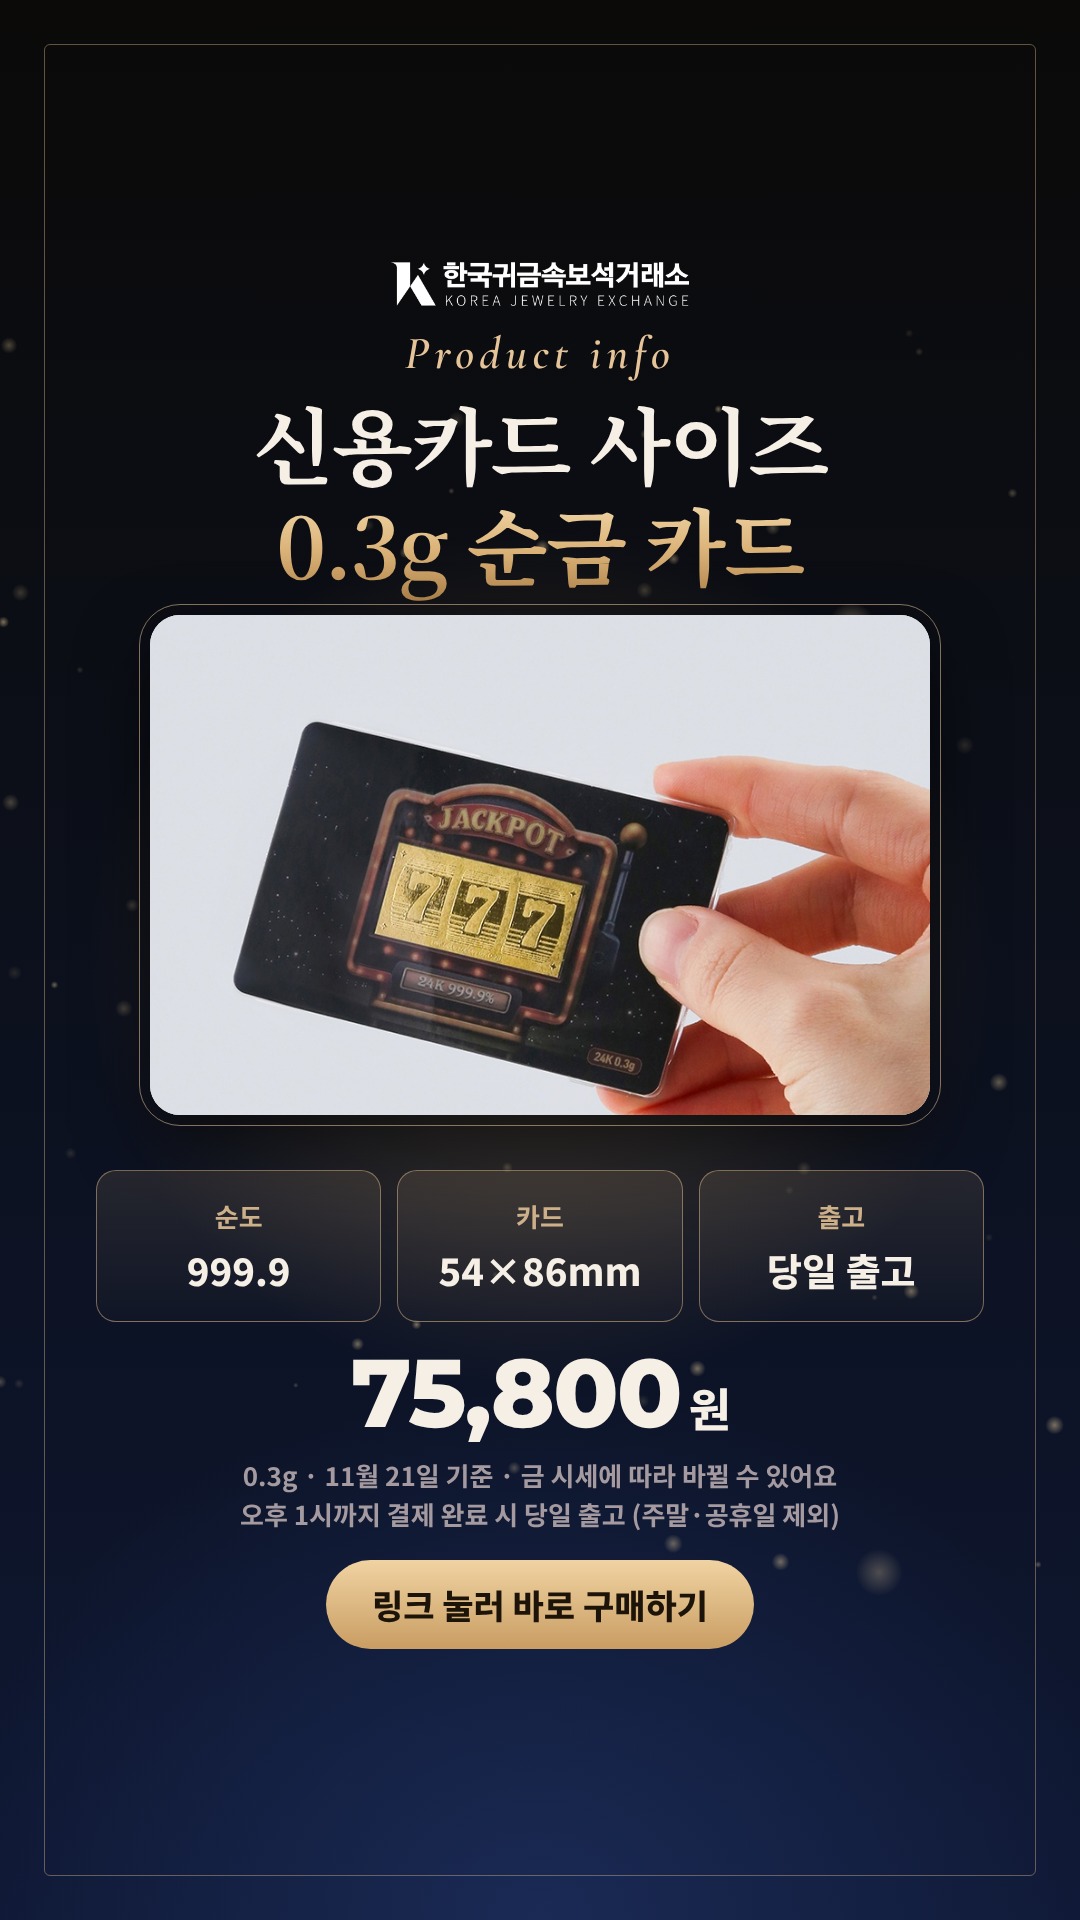 한국귀금속보석거래소
KOREA JEWELRY EXCHANGE
Product info
신용카드 사이즈
0.3g 순금 카드
JACKPOT
777
24K 999.9%
24K 0.3g
순도
999.9
카드
54×86mm
출고
당일 출고
75,800 원
0.3g · 11월 21일 기준 · 금 시세에 따라 바뀔 수 있어요
오후 1시까지 결제 완료 시 당일 출고 (주말·공휴일 제외)
링크 눌러 바로 구매하기